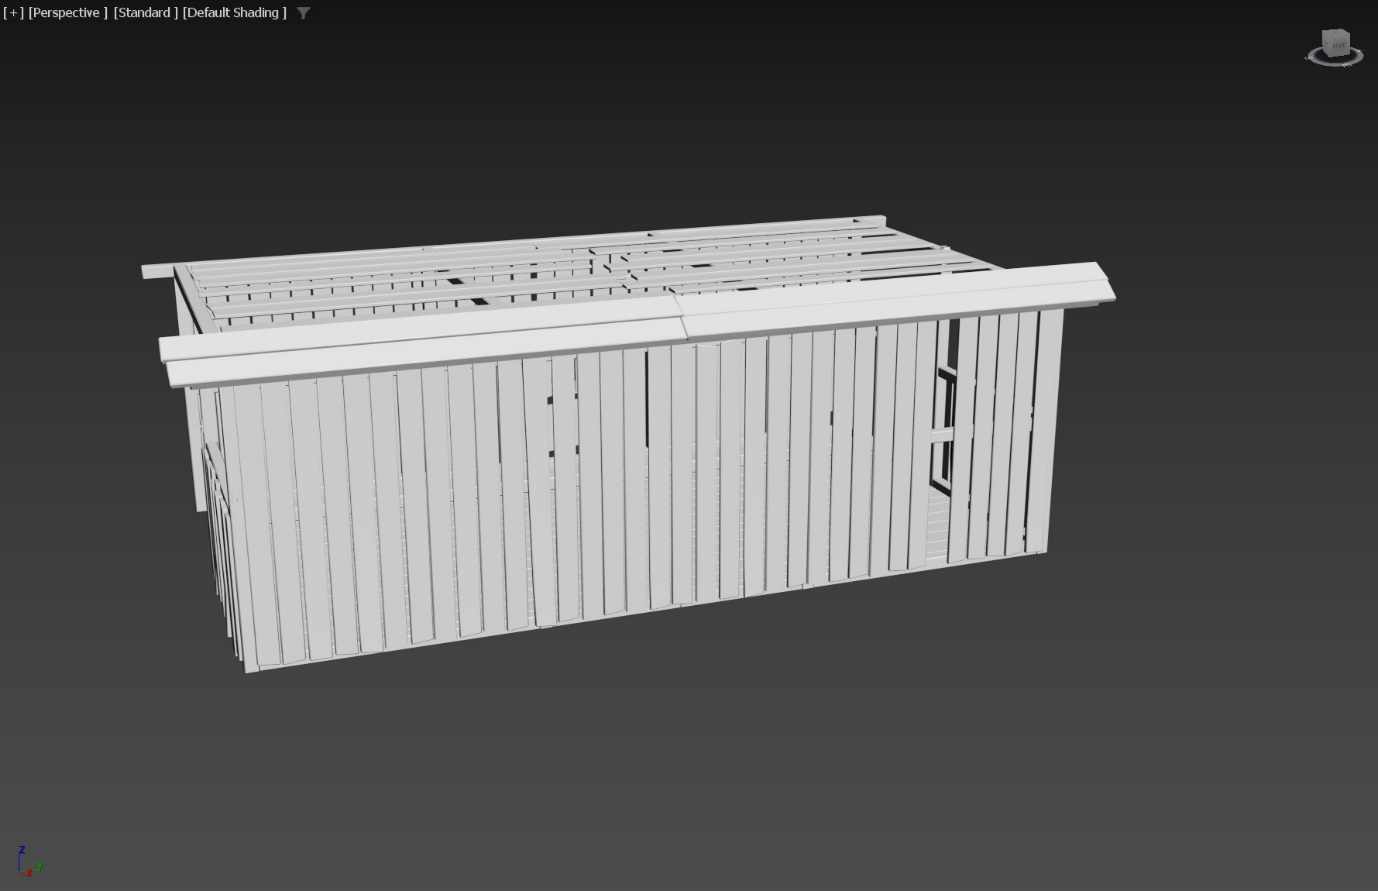 [+] [Perspective ] [Standard ] [Default Shading ]
z
y